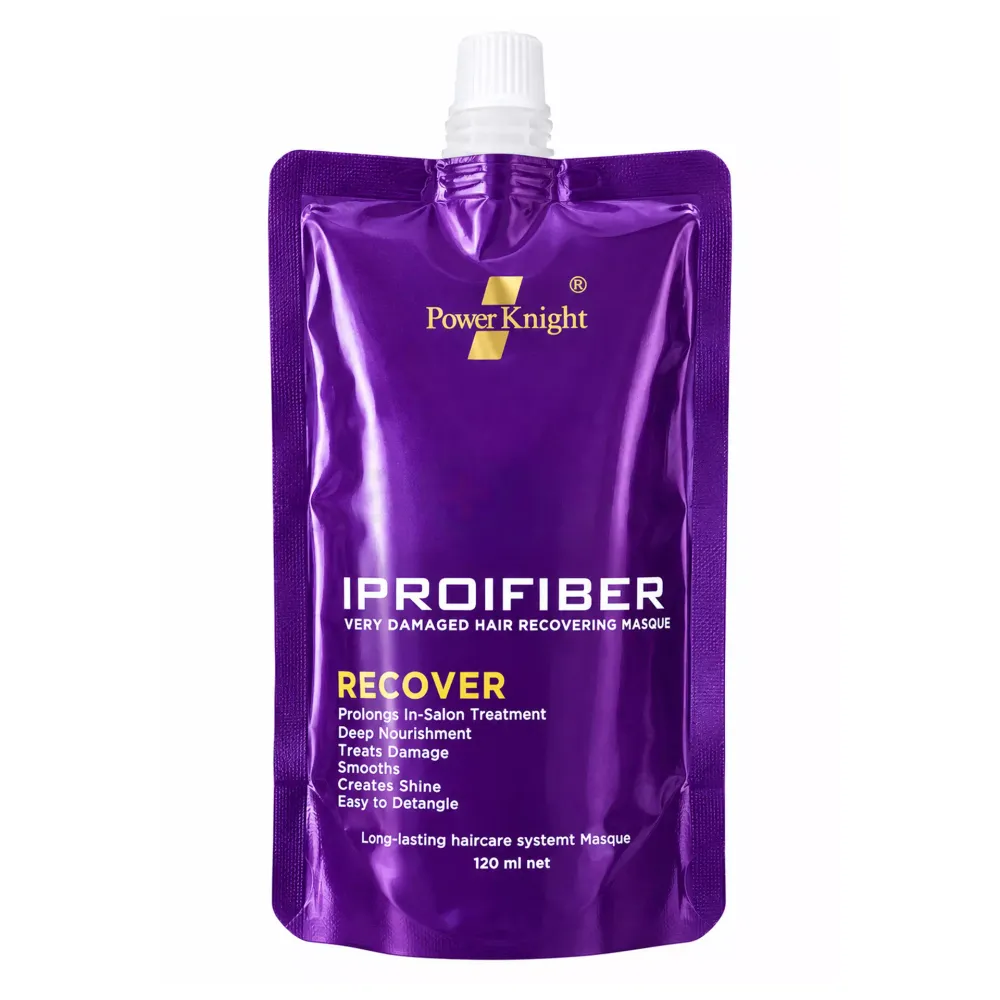 ®
Power Knight
IPROIFIBER
VERY DAMAGED HAIR RECOVERING MASQUE
RECOVER
Prolongs In-Salon Treatment
Deep Nourishment
Treats Damage
Smooths
Creates Shine
Easy to Detangle
Long-lasting haircare systemt Masque
120 ml net